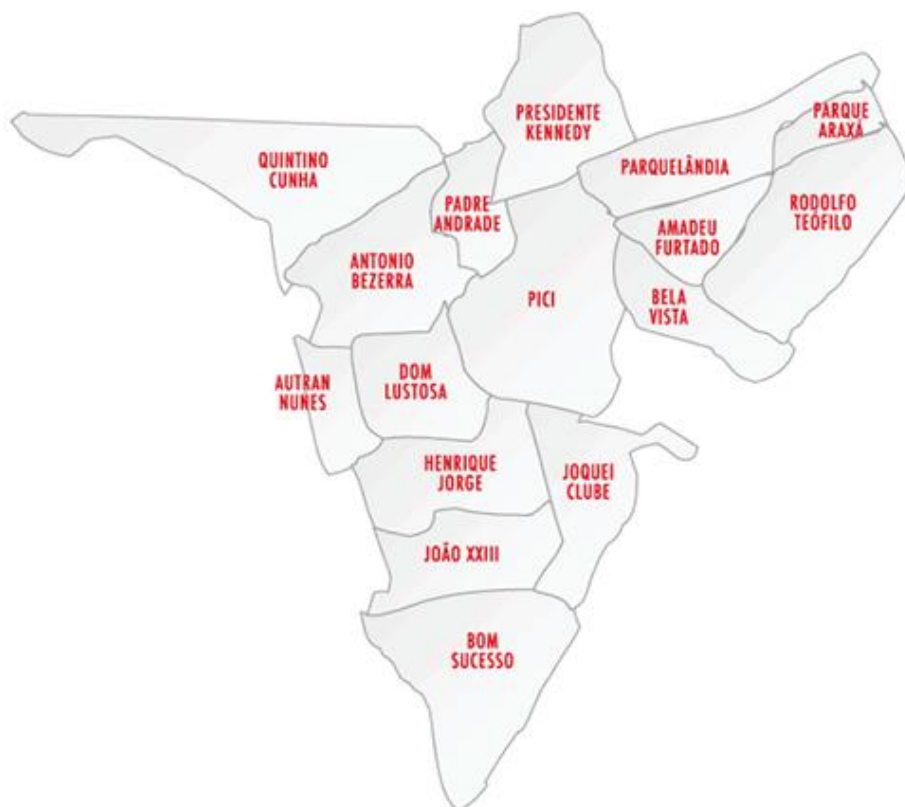 PRESIDENTE
KENNEDY
PARQUE
ARAXÁ
QUINTINO
CUNHA
PARQUELÂNDIA
PADRE
ANDRADE
RODOLFO
TEÓFILO
AMADEU
FURTADO
ANTONIO
BEZERRA
PICI
BELA
VISTA
AUTRAN
NUNES
DOM
LUSTOSA
HENRIQUE
JORGE
JOQUEI
CLUBE
JOÃO XXIII
BOM
SUCESSO